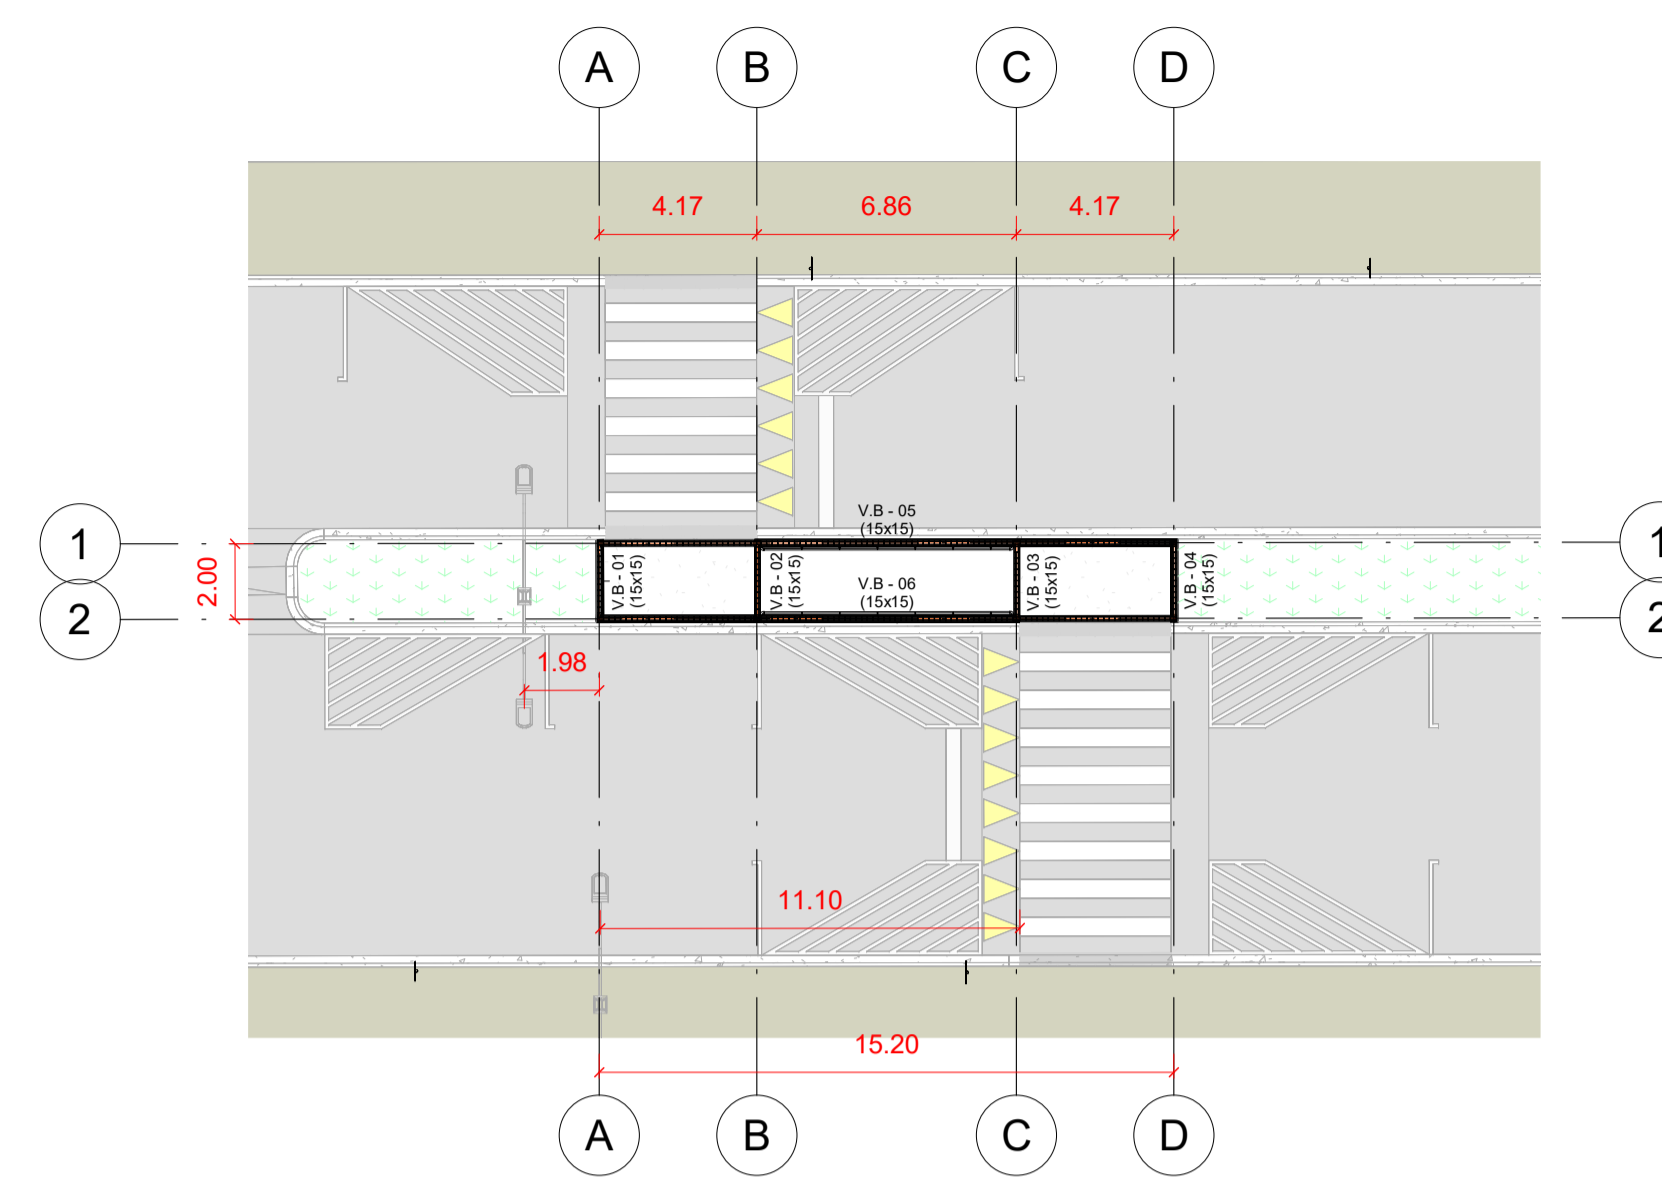 A B C D
4.17 6.86 4.17
V.B - 05
(15x15)
1 1
2.00
V.B - 01
(15x15)
V.B - 02
(15x15)
V.B - 06
(15x15)
V.B - 03
(15x15)
V.B - 04
(15x15)
2 2
1.98
11.10
15.20
A B C D